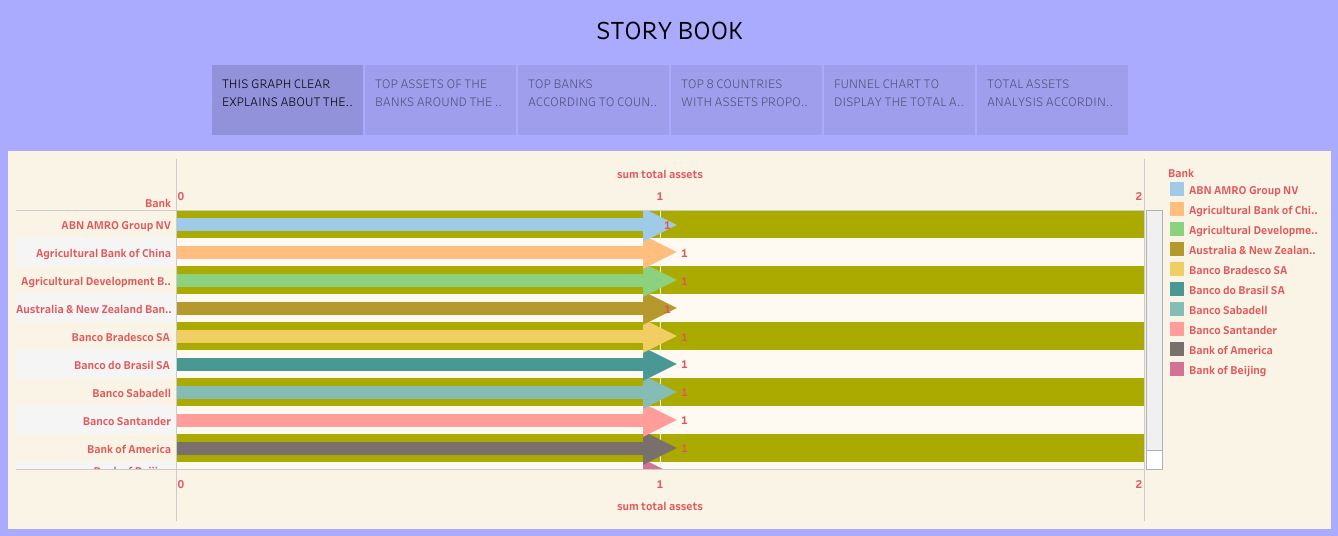 STORY BOOK
THIS GRAPH CLEAR
EXPLAINS ABOUT THE..
TOP ASSETS OF THE
BANKS AROUND THE ..
TOP BANKS
ACCORDING TO COUN..
TOP 8 COUNTRIES
WITH ASSETS PROPO..
FUNNEL CHART TO
DISPLAY THE TOTAL A..
TOTAL ASSETS
ANALYSIS ACCORDIN..
sum total assets
Bank
0 1 2
ABN AMRO Group NV 1
Agricultural Bank of China 1
Agricultural Development B.. 1
Australia & New Zealand Ban.. 1
Banco Bradesco SA 1
Banco do Brasil SA 1
Banco Sabadell 1
Banco Santander 1
Bank of America 1
0 1 2
sum total assets
Bank
ABN AMRO Group NV
Agricultural Bank of Chi..
Agricultural Developme..
Australia & New Zealan..
Banco Bradesco SA
Banco do Brasil SA
Banco Sabadell
Banco Santander
Bank of America
Bank of Beijing